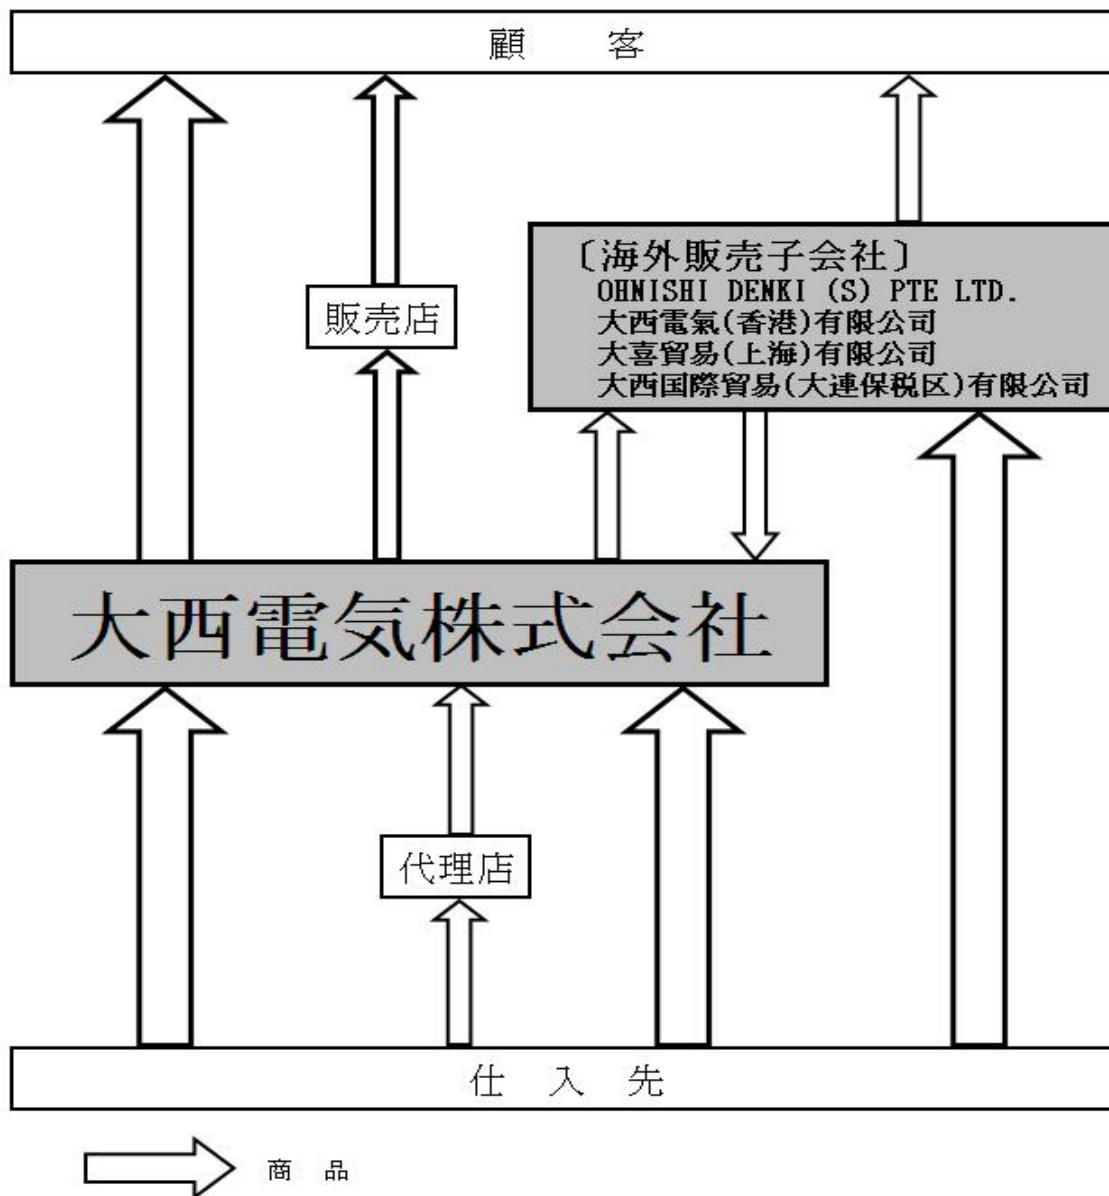 顧　客
〔海外販売子会社〕
OHNISHI DENKI (S) PTE LTD.
大西電氣(香港)有限公司
大喜貿易(上海)有限公司
大西国際貿易(大連保税区)有限公司
販売店
大西電気株式会社
代理店
仕　入　先
商　品